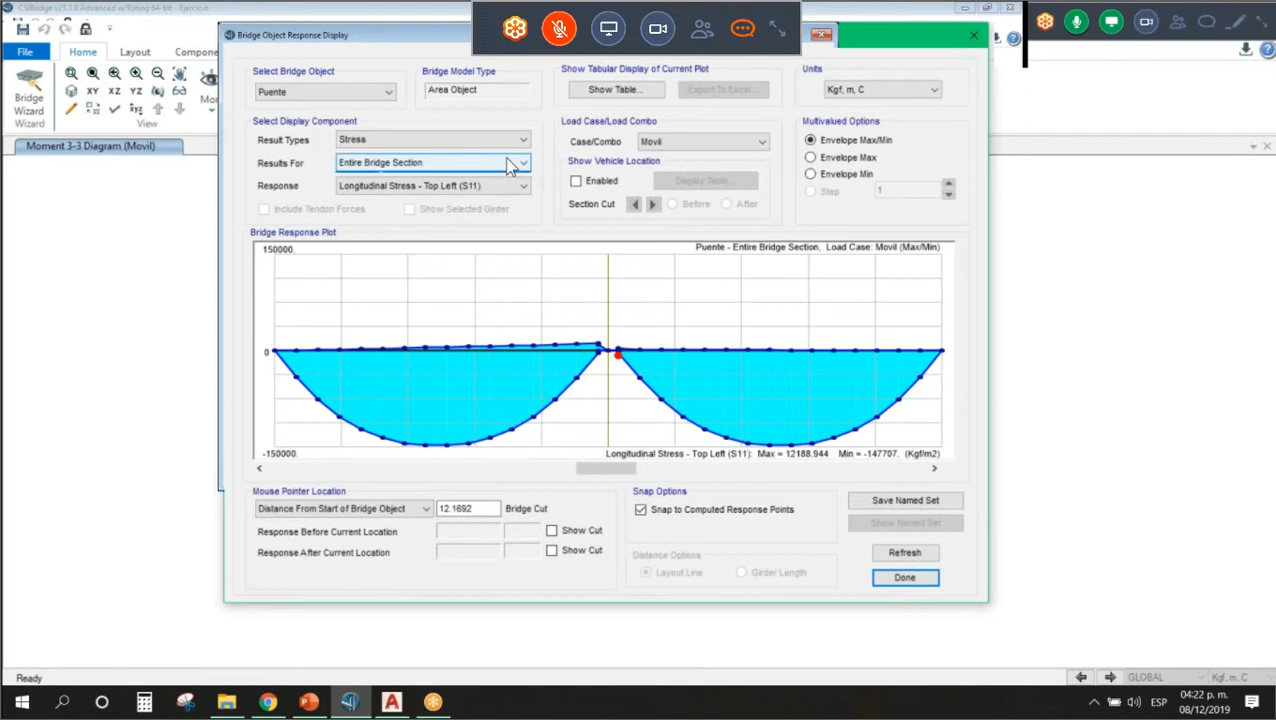 CSiBridge v21.1.0 Advanced w/Rating 64-bit - Ejercicio
File
Home
Layout
Bridge
Wizard
Wizard
XY XZ YZ
View
Moment 3-3 Diagram (Movil)
Bridge Object Response Display
Select Bridge Object
Puente
Bridge Model Type
Area Object
Show Tabular Display of Current Plot
Show Table...
Export To Excel...
Units
Kgf, m, C
Select Display Component
Result Types
Stress
Results For
Entire Bridge Section
Response
Longitudinal Stress - Top Left (S11)
Include Tendon Forces
Show Selected Girder
Load Case/Load Combo
Case/Combo
Movil
Show Vehicle Location
Enabled
Display Table...
Section Cut
Before
After
Multivalued Options
Envelope Max/Min
Envelope Max
Envelope Min
Step
1
Bridge Response Plot
150000.
Puente - Entire Bridge Section, Load Case: Movil (Max/Min)
0
-150000.
Longitudinal Stress - Top Left (S11): Max = 12188.944 Min = -147707. (Kgf/m2)
Mouse Pointer Location
Distance From Start of Bridge Object
12.1692
Bridge Cut
Response Before Current Location
Show Cut
Response After Current Location
Show Cut
Snap Options
Snap to Computed Response Points
Distance Options
Layout Line
Girder Length
Save Named Set
Show Named Set
Refresh
Done
Ready
GLOBAL
Kgf, m, C
ESP
04:22 p. m.
08/12/2019